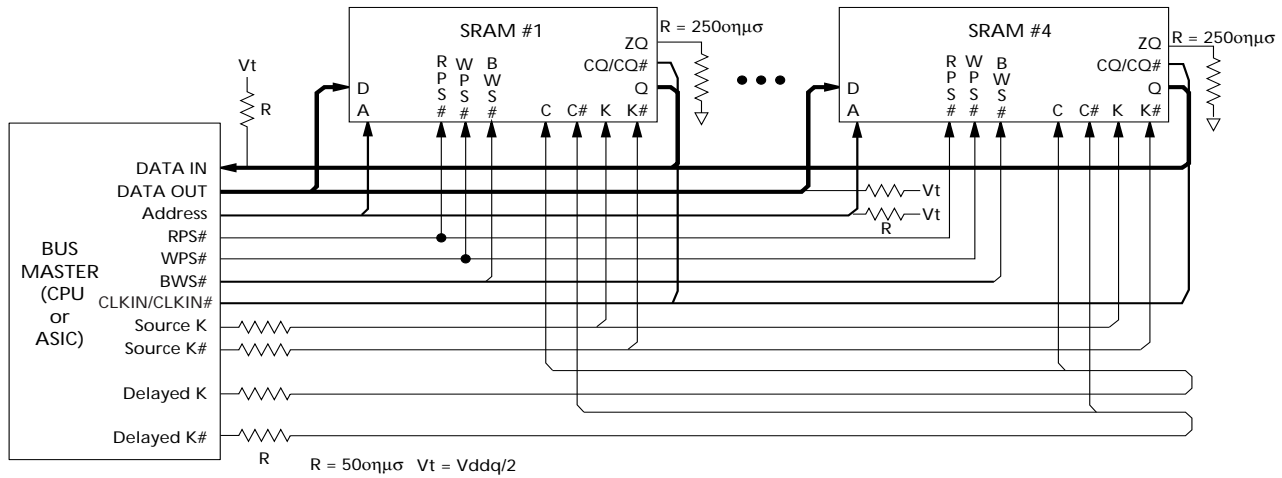 SRAM #1
R = 250οημσ
ZQ
CQ/CQ#
Q
D
A
RPS#
WPS#
BWS#
C
C#
K
K#
SRAM #4
R = 250οημσ
ZQ
CQ/CQ#
Q
D
A
RPS#
WPS#
BWS#
C
C#
K
K#
Vt
R
BUS
MASTER
(CPU
or
ASIC)
DATA IN
DATA OUT
Address
RPS#
WPS#
BWS#
CLKIN/CLKIN#
Source K
Source K#
Delayed K
Delayed K#
Vt
Vt
R
R
R = 50οημσ Vt = Vddq/2